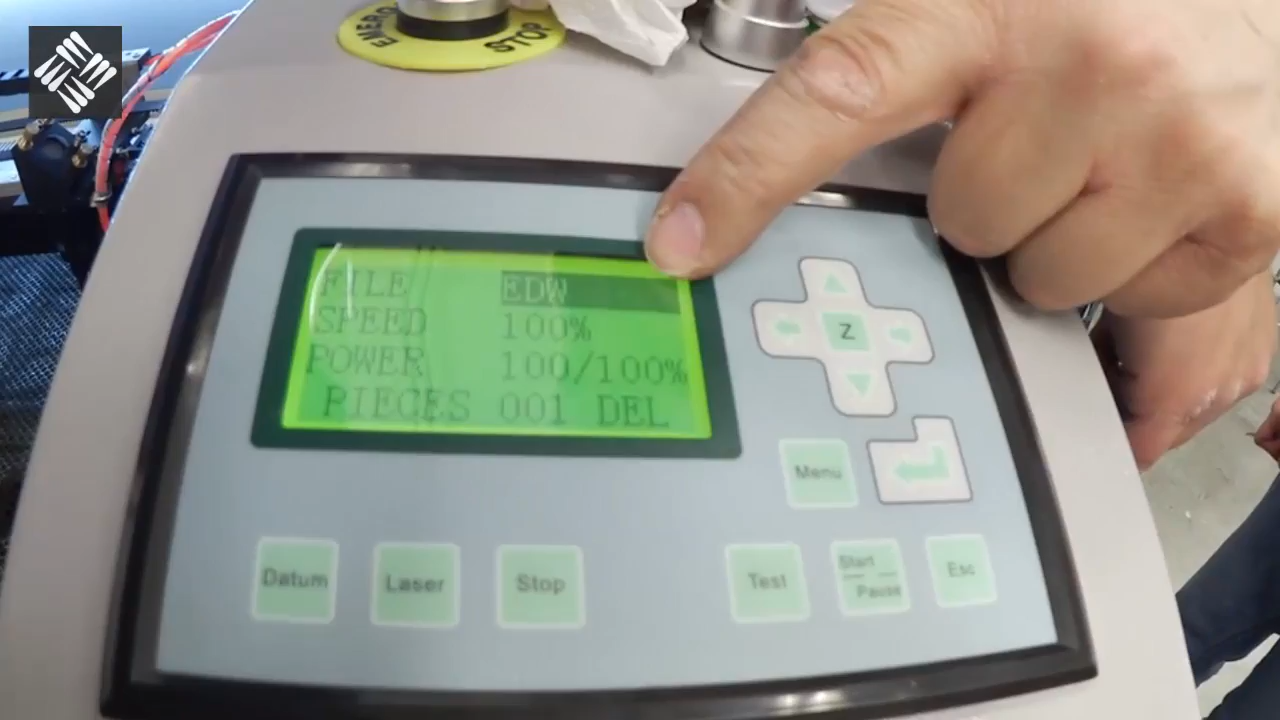 EMERG STOP
FILE EDW
SPEED 100%
POWER 100/100%
PIECES 001 DEL
Z
Menu
Datum
Laser
Stop
Test
Start
Pause
Esc